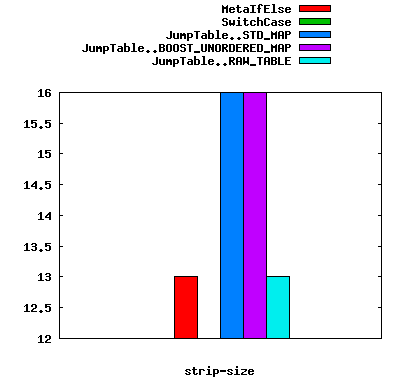 MetaIfElse
SwitchCase
JumpTable..STD_MAP
JumpTable..BOOST_UNORDERED_MAP
JumpTable..RAW_TABLE
16
15.5
15
14.5
14
13.5
13
12.5
12
strip-size